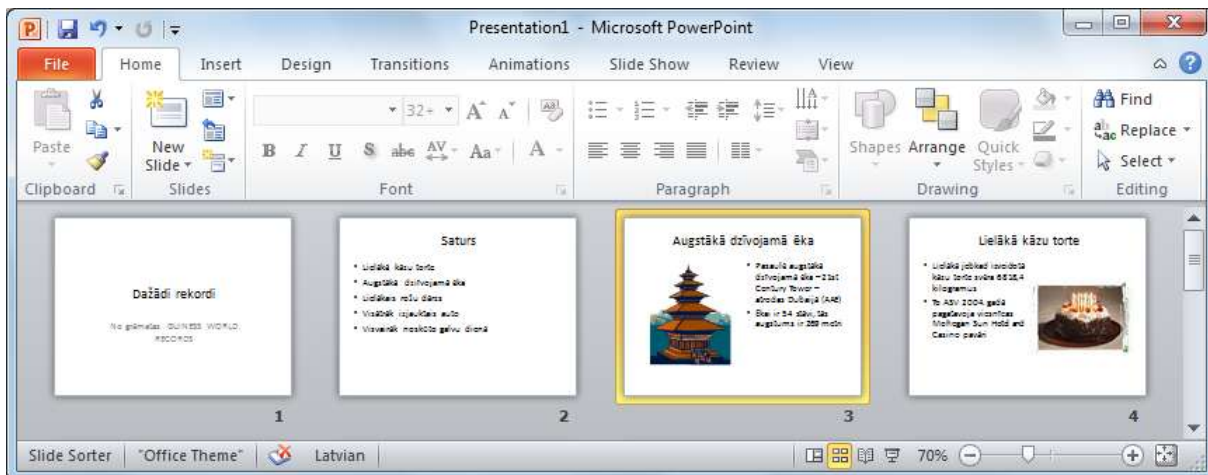 Presentation1 - Microsoft PowerPoint
File Home Insert Design Transitions Animations Slide Show Review View
Paste
New Slide
32+
B I U S abc AV Aa A
Shapes Arrange Quick Styles
Find
Replace
Select
Clipboard Slides Font Paragraph Drawing Editing
Dažādi rekordi
No grāmatas GUINESS WORLD
RECORDS
1
Saturs
• Lielākā kāzu torte
• Augstākā dzīvojamā ēka
• Lielākais rožu dārzs
• Visātrāk izjauktais auto
• Visvairāk noskūto galvu dienā
2
Augstākā dzīvojamā ēka
• Pasaulē augstākā
dzīvojamā ēka – 21st
Century Tower –
atrodas Dubaijā (AAE)
• Ēkai ir 54 stāvi, tās
augstums ir 269 metri
3
Lielākā kāzu torte
• Lielākā jebkad izveidotā
kāzu torte svēra 6818,4
kilogramus
• To ASV 2004. gadā
pagatavoja viesnīcas
Mohegan Sun Hotel and
Casino pavāri
4
Slide Sorter "Office Theme" Latvian 70%